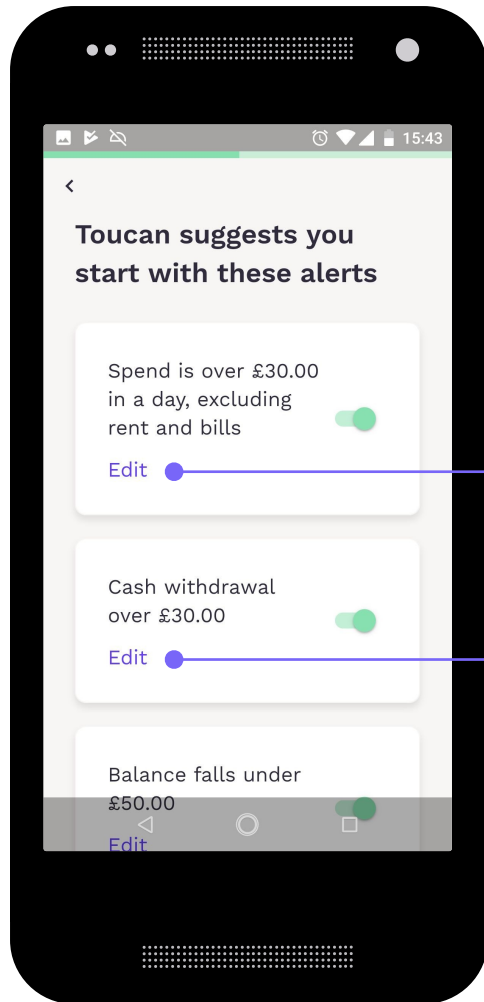 15:43
Toucan suggests you
start with these alerts
Spend is over £30.00
in a day, excluding
rent and bills
Edit
Cash withdrawal
over £30.00
Edit
Balance falls under
£50.00
Edit